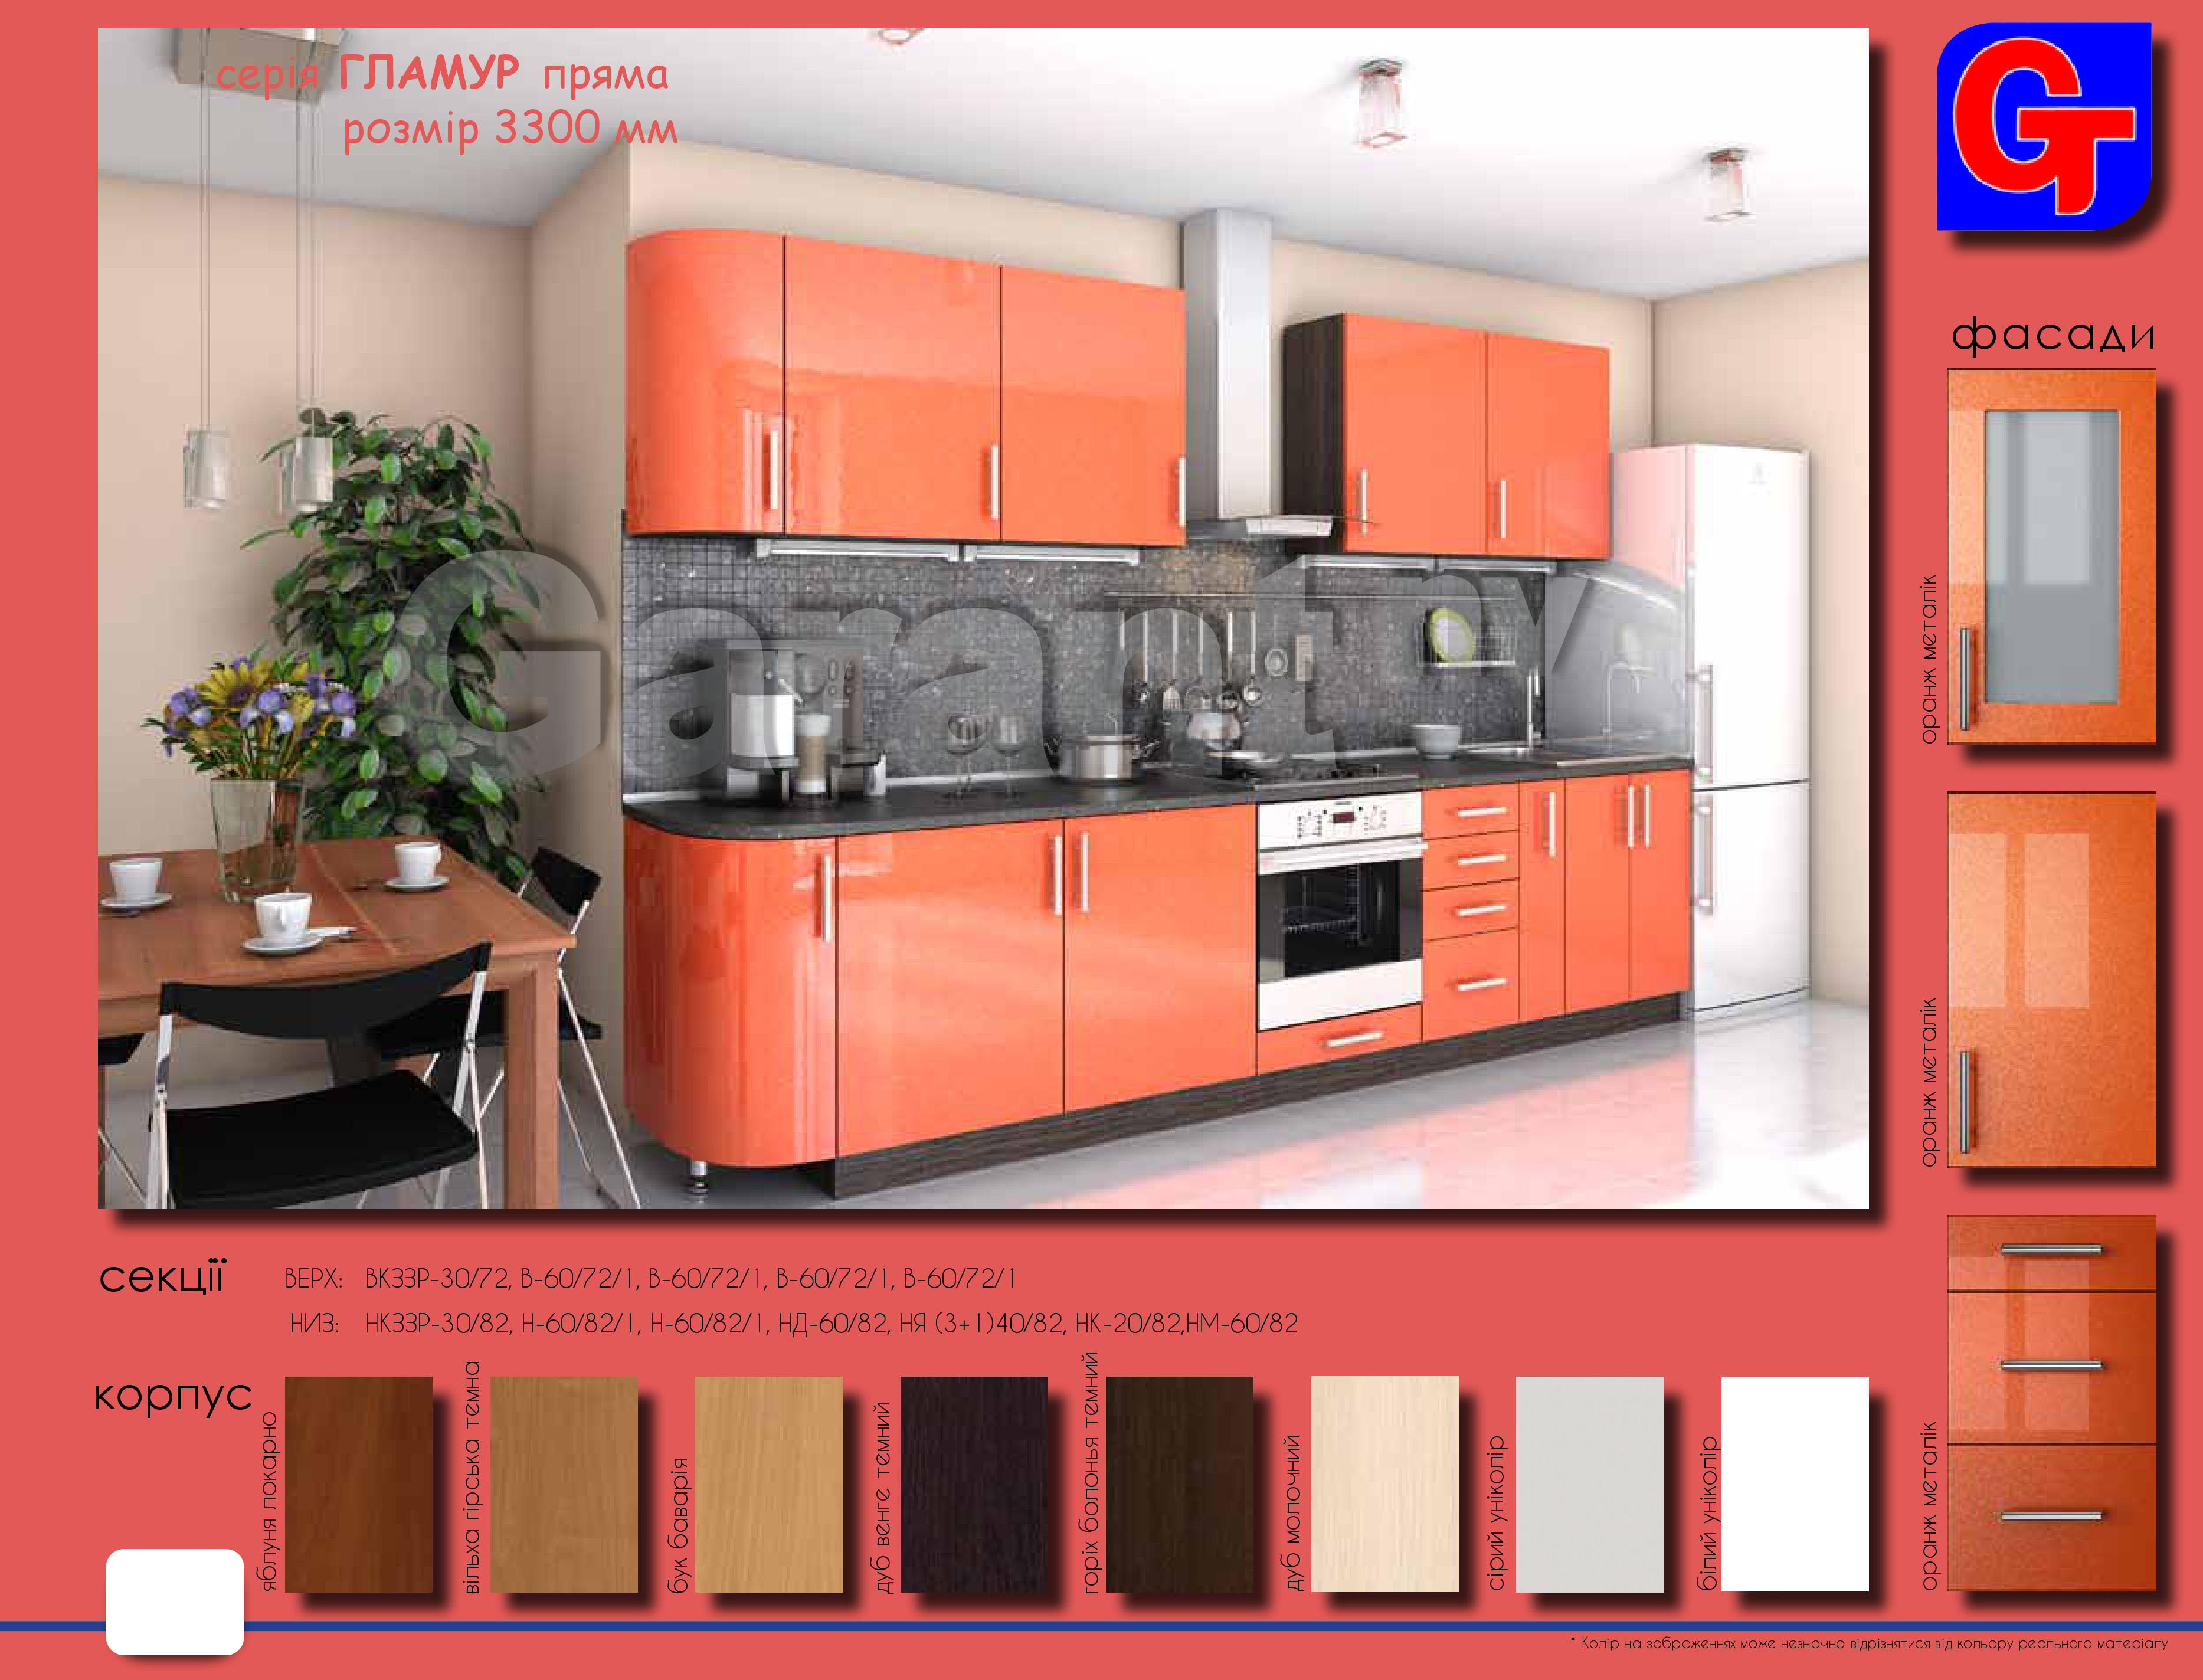 серія ГЛАМУР пряма
розмір 3300 мм
GT
фасади
оранж металік
Garant nv
оранж металік
оранж металік
секції
ВЕРХ: ВКЗЗР-30/72, В-60/72/1, В-60/72/1, В-60/72/1, В-60/72/1
НИЗ: НКЗЗР-30/82, Н-60/82/1, Н-60/82/1, НД-60/82, НЯ (3+1)40/82, НК-20/82,НМ-60/82
корпус
яблуня локарно
вільха гірська темна
бук баварія
дуб венге темний
горіх болонья темний
дуб молочний
сірий уніколір
білий уніколір
* Колір на зображеннях може незначно відрізнятися від кольору реального матеріалу